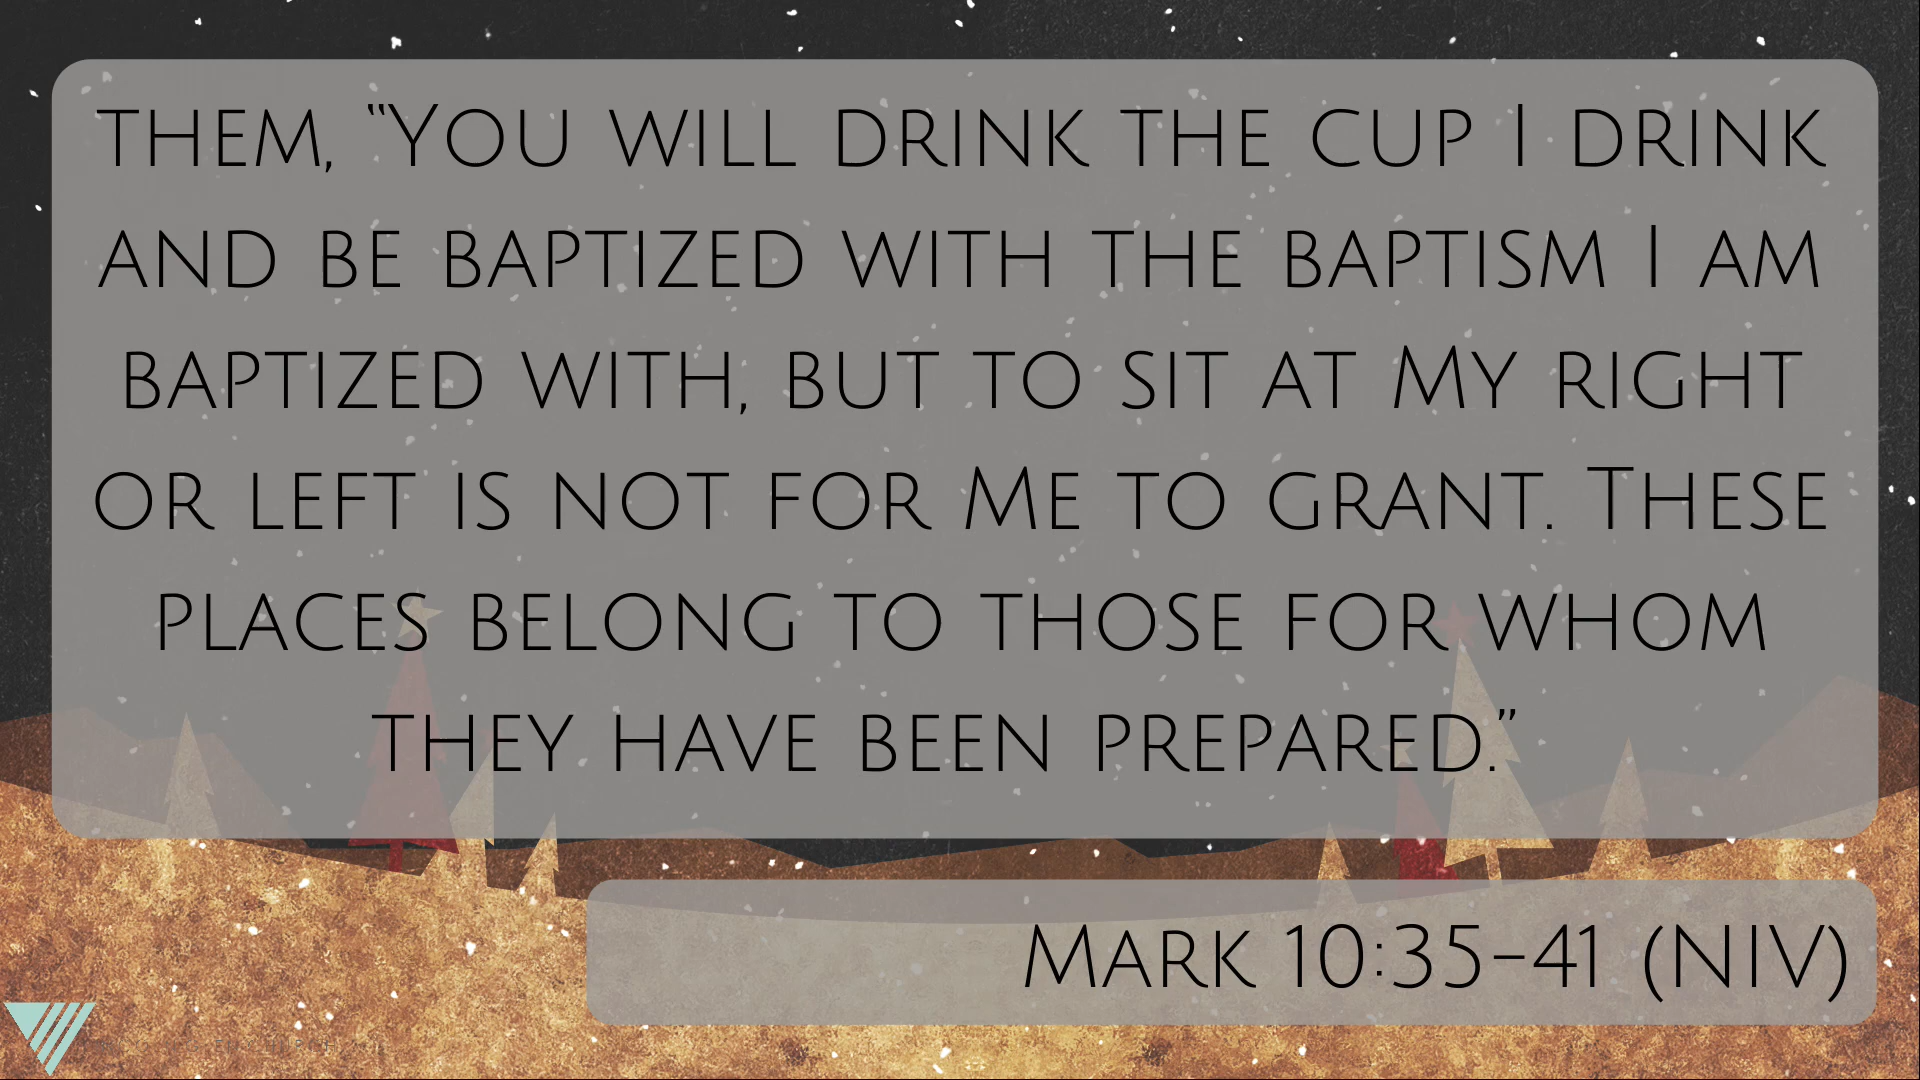 THEM, “YOU WILL DRINK THE CUP I DRINK
AND BE BAPTIZED WITH THE BAPTISM I AM
BAPTIZED WITH, BUT TO SIT AT MY RIGHT
OR LEFT IS NOT FOR ME TO GRANT. THESE
PLACES BELONG TO THOSE FOR WHOM
THEY HAVE BEEN PREPARED.”
MARK 10:35-41 (NIV)
CHURCH